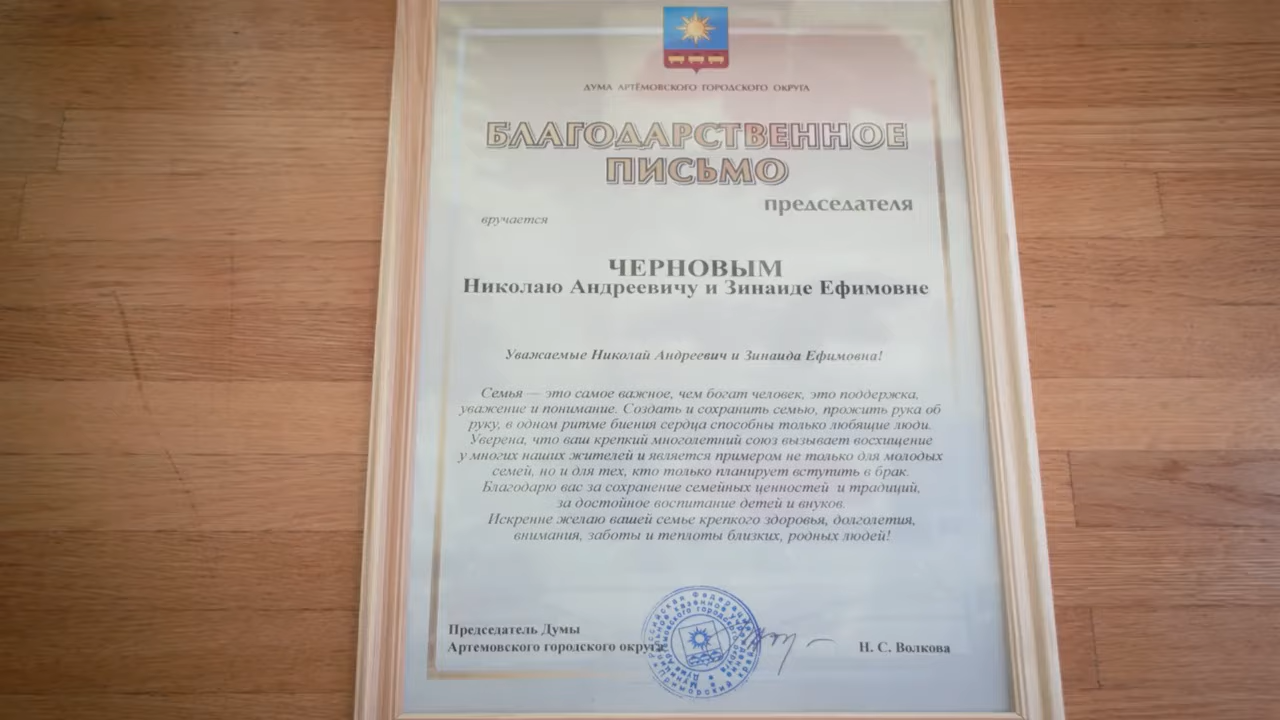 ДУМА АРТЁМОВСКОГО ГОРОДСКОГО ОКРУГА
БЛАГОДАРСТВЕННОЕ
ПИСЬМО
председателя
вручается
ЧЕРНОВЫМ
Николаю Андреевичу и Зинаиде Ефимовне
Уважаемые Николай Андреевич и Зинаида Ефимовна!
Семья — это самое важное, чем богат человек, это поддержка,
уважение и понимание. Создать и сохранить семью, прожить рука об
руку, в одном ритме биения сердца способны только любящие люди.
Уверена, что ваш крепкий многолетний союз вызывает восхищение
у многих наших жителей и является примером не только для молодых
семей, но и для тех, кто только планирует вступить в брак.
Благодарю вас за сохранение семейных ценностей и традиций,
за достойное воспитание детей и внуков.
Искренне желаю вашей семье крепкого здоровья, долголетия,
внимания, заботы и теплоты близких, родных людей!
Председатель Думы
Артемовского городского округа
Н. С. Волкова
Российская Федерация
Приморский край